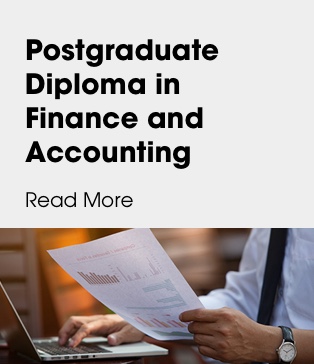 Postgraduate
Diploma in
Finance and
Accounting
Read More